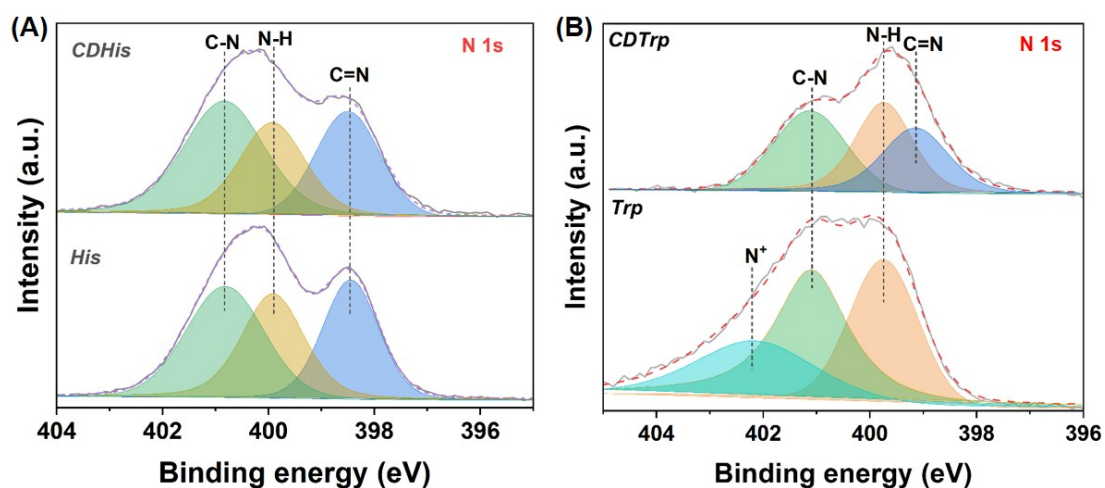 (A)
CDHis
C-N
N-H
C=N
N 1s
His
Intensity (a.u.)
404 402 400 398 396
Binding energy (eV)
(B)
CDTrp
C-N
N-H
C=N
N 1s
Trp
N⁺
Intensity (a.u.)
404 402 400 398 396
Binding energy (eV)